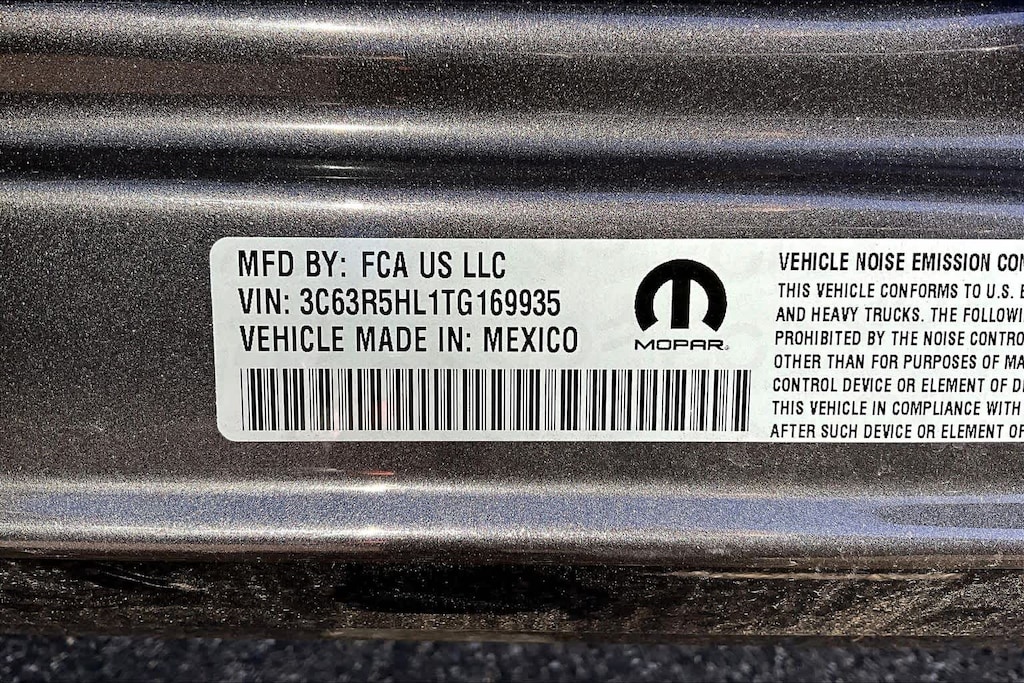 MFD BY: FCA US LLC
VIN: 3C63R5HL1TG169935
VEHICLE MADE IN: MEXICO
MOPAR
VEHICLE NOISE EMISSION
THIS VEHICLE CONFORMS TO U.S.
AND HEAVY TRUCKS. THE
PROHIBITED BY THE NOISE
OTHER THAN FOR PURPOSES OF
CONTROL DEVICE OR ELEMENT OF
THIS VEHICLE IN COMPLIANCE WITH
AFTER SUCH DEVICE OR ELEMENT